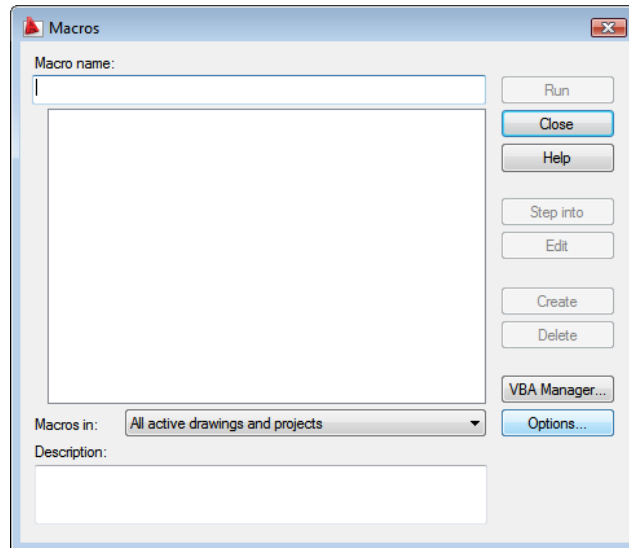 Macros
Macro name:
Run
Close
Help
Step into
Edit
Create
Delete
VBA Manager...
Macros in:
All active drawings and projects
Options...
Description: